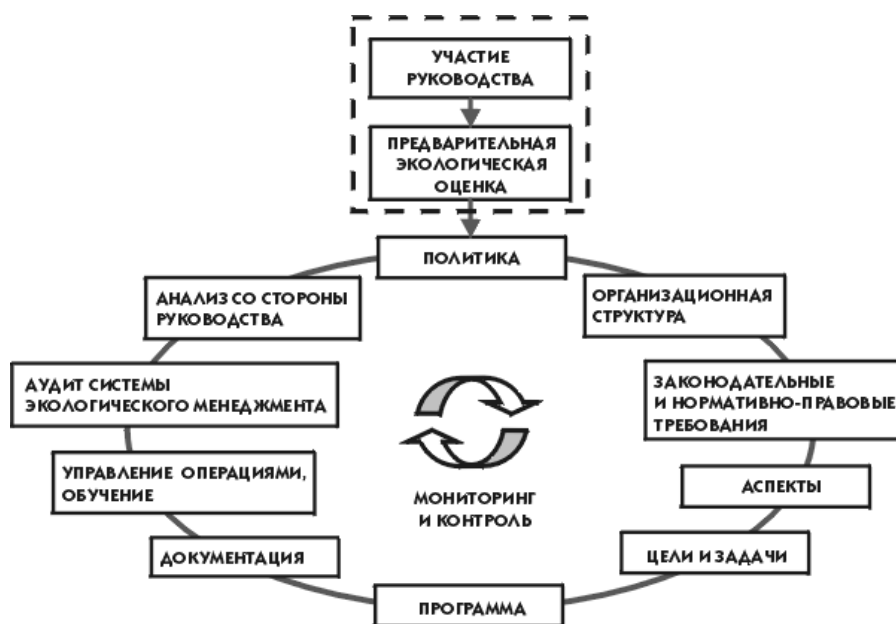 УЧАСТИЕ
РУКОВОДСТВА
ПРЕДВАРИТЕЛЬНАЯ
ЭКОЛОГИЧЕСКАЯ
ОЦЕНКА
ПОЛИТИКА
ОРГАНИЗАЦИОННАЯ
СТРУКТУРА
ЗАКОНОДАТЕЛЬНЫЕ
И НОРМАТИВНО-ПРАВОВЫЕ
ТРЕБОВАНИЯ
АСПЕКТЫ
ЦЕЛИ И ЗАДАЧИ
ПРОГРАММА
ДОКУМЕНТАЦИЯ
УПРАВЛЕНИЕ ОПЕРАЦИЯМИ,
ОБУЧЕНИЕ
АУДИТ СИСТЕМЫ
ЭКОЛОГИЧЕСКОГО МЕНЕДЖМЕНТА
АНАЛИЗ СО СТОРОНЫ
РУКОВОДСТВА
МОНИТОРИНГ
И КОНТРОЛЬ